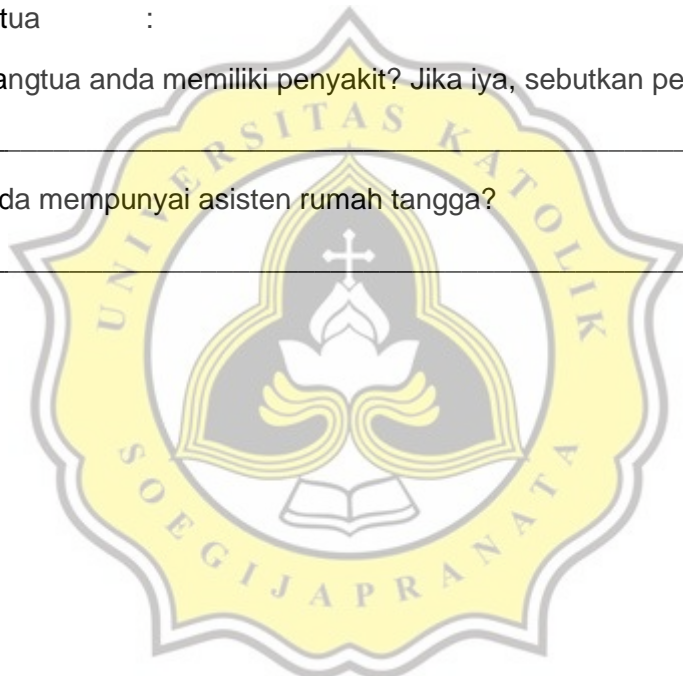 tua :
angtua anda memiliki penyakit? Jika iya, sebutkan pe
da mempunyai asisten rumah tangga?
UNIVERSITAS KATOLIK
SOEGIJAPRANATA